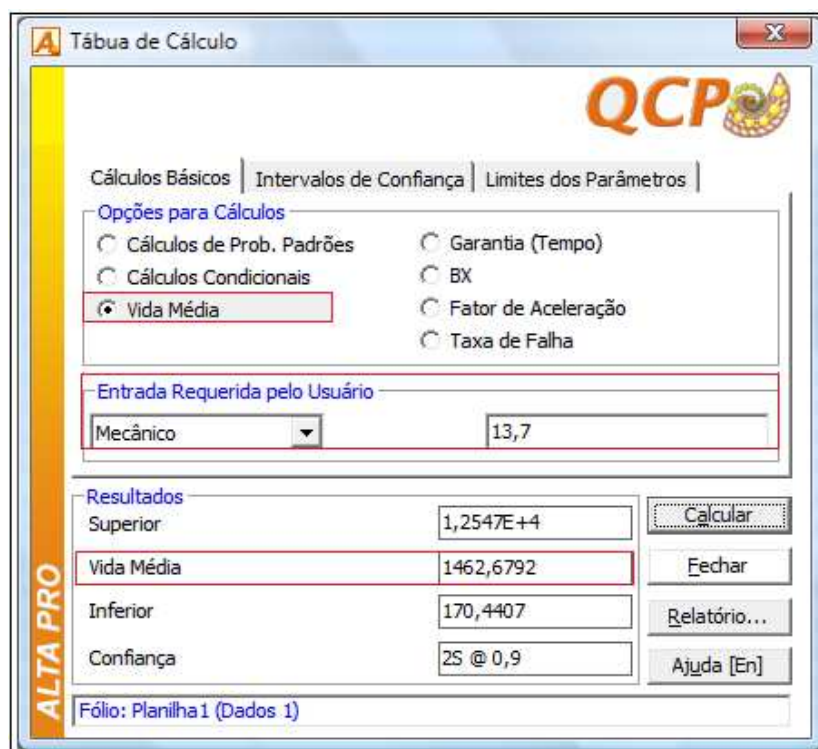 Tábua de Cálculo
QCP
Cálculos Básicos Intervalos de Confiança Limites dos Parâmetros
Opções para Cálculos
Cálculos de Prob. Padrões Garantia (Tempo)
Cálculos Condicionais BX
Vida Média Fator de Aceleração
Taxa de Falha
Entrada Requerida pelo Usuário
Mecânico 13,7
Resultados
Superior 1,2547E+4 Calcular
Vida Média 1462,6792 Fechar
Inferior 170,4407 Relatório...
Confiança 2S @ 0,9 Ajuda [En]
Fólio: Planilha1 (Dados 1)
ALTA PRO